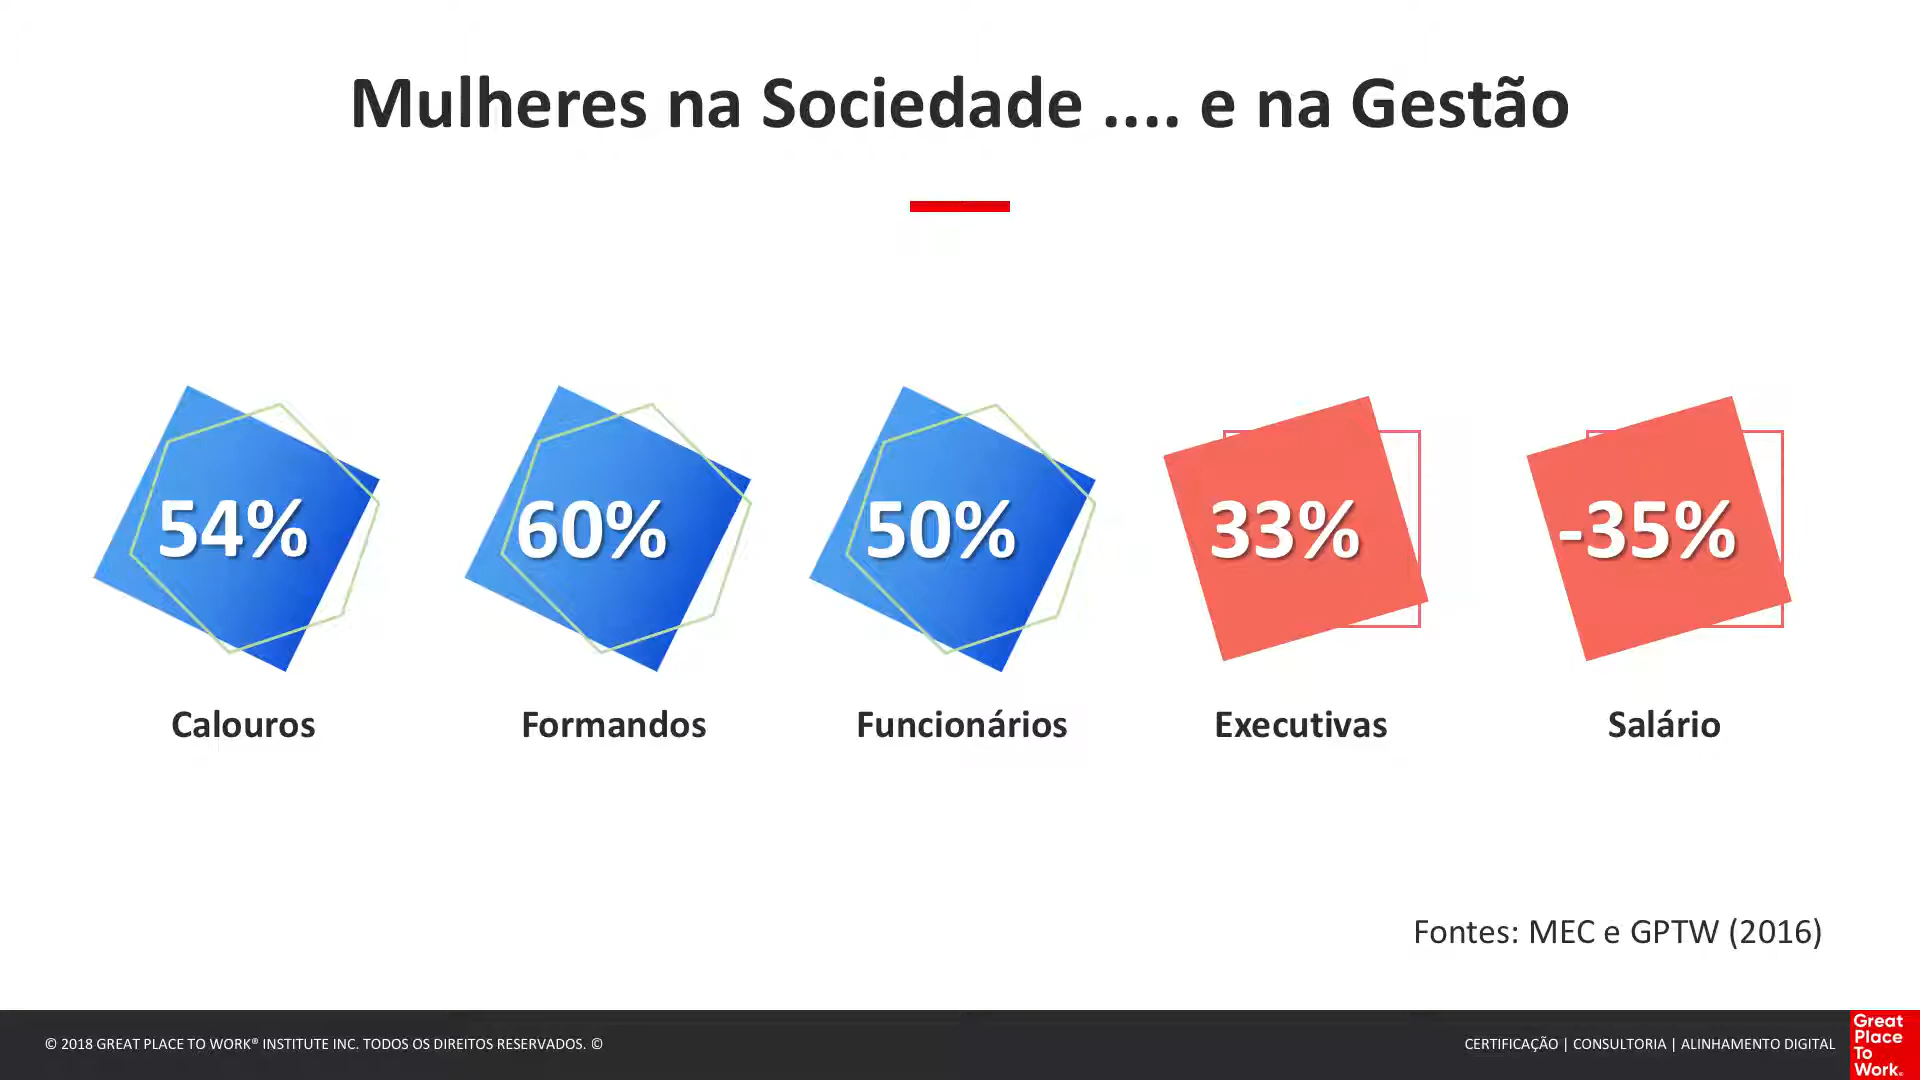 Mulheres na Sociedade .... e na Gestão
54%
60%
50%
33%
-35%
Calouros
Formandos
Funcionários
Executivas
Salário
Fontes: MEC e GPTW (2016)
© 2018 GREAT PLACE TO WORK® INSTITUTE INC. TODOS OS DIREITOS RESERVADOS. ©
CERTIFICAÇÃO | CONSULTORIA | ALINHAMENTO DIGITAL
Great
Place
To
Work.